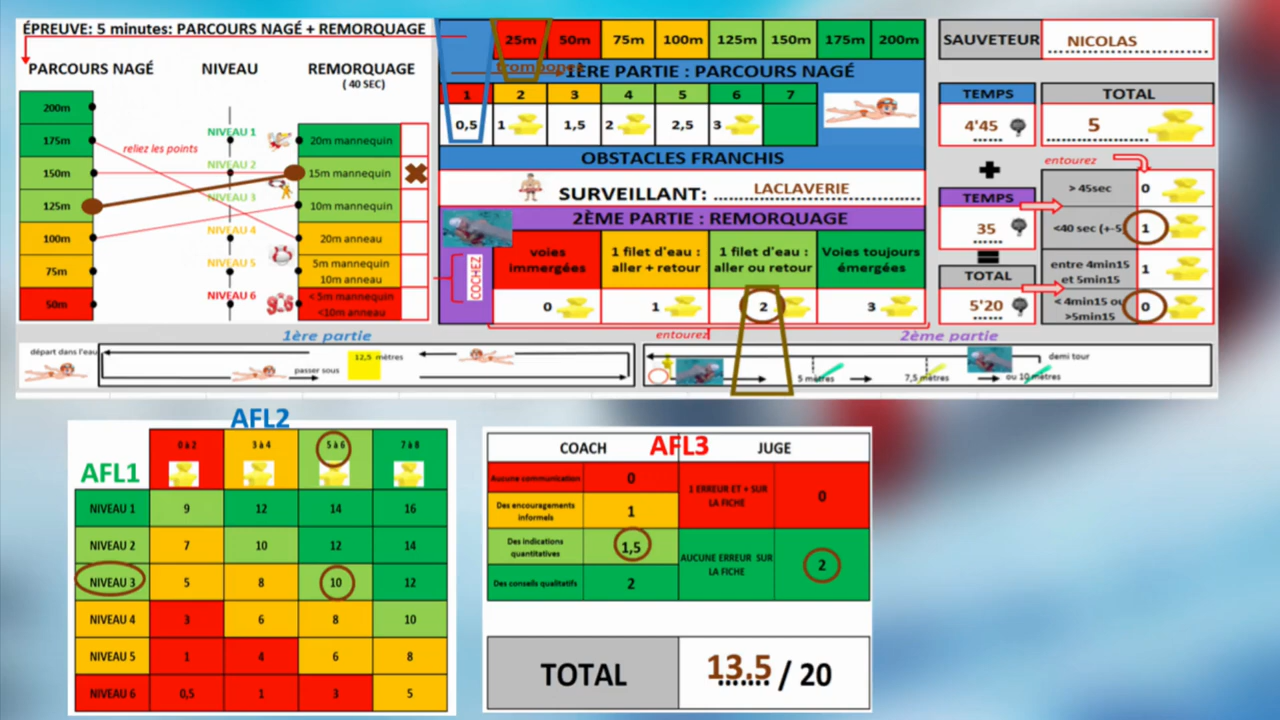 ÉPREUVE: 5 minutes: PARCOURS NAGÉ + REMORQUAGE
PARCOURS NAGÉ NIVEAU REMORQUAGE
( 40 SEC)
200m
175m NIVEAU 1 20m mannequin
reliez les points
150m NIVEAU 2 15m mannequin
125m NIVEAU 3 10m mannequin
100m NIVEAU 4 20m anneau
75m NIVEAU 5 5m mannequin
10m anneau
50m NIVEAU 6 < 5m mannequin
<10m anneau
25m 50m 75m 100m 125m 150m 175m 200m
trombones
1ÈRE PARTIE : PARCOURS NAGÉ
1 2 3 4 5 6 7
0,5 1 1,5 2 2,5 3
OBSTACLES FRANCHIS
SURVEILLANT: LACLAVERIE
2ÈME PARTIE : REMORQUAGE
COCHEZ
voies immergées
1 filet d'eau : aller + retour
1 filet d'eau : aller ou retour
Voies toujours émergées
0 1 2 3
entourez
SAUVETEUR NICOLAS
TEMPS TOTAL
4'45 5
+
entourez
TEMPS
35
=
TOTAL
5'20
> 45sec 0
<40 sec (+-5 1
entre 4min15 et 5min15 1
< 4min15 ou >5min15 0
1ère partie
départ dans l'eau
12,5 mètres
passer sous
2ème partie
demi tour
5 mètres 7,5 mètres ou 10 mètres
AFL2
AFL1
0 à 2 3 à 4 5 à 6 7 à 8
NIVEAU 1 9 12 14 16
NIVEAU 2 7 10 12 14
NIVEAU 3 5 8 10 12
NIVEAU 4 3 6 8 10
NIVEAU 5 1 4 6 8
NIVEAU 6 0,5 1 3 5
COACH AFL3 JUGE
Aucune communication 0
Des encouragements informels 1
Des indications quantitatives 1,5
Des conseils qualitatifs 2
1 ERREUR ET + SUR LA FICHE 0
AUCUNE ERREUR SUR LA FICHE 2
TOTAL 13.5 / 20